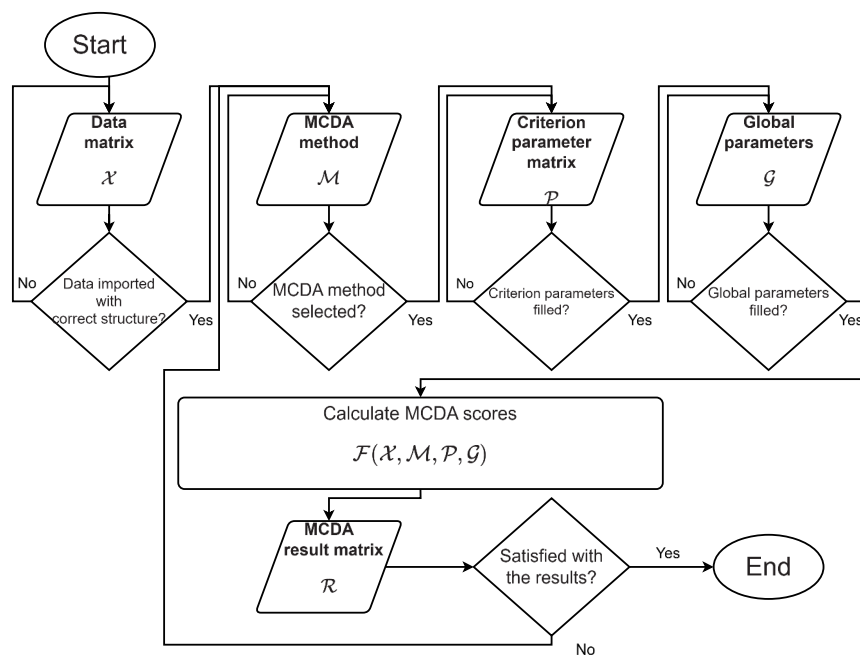 Start
Data
matrix
𝒳
Data imported
with
correct structure?
No
Yes
MCDA
method
ℳ
MCDA method
selected?
No
Yes
Criterion
parameter
matrix
𝒫
Criterion parameters
filled?
No
Yes
Global
parameters
𝒢
Global parameters
filled?
No
Yes
Calculate MCDA scores
ℱ(𝒳, ℳ, 𝒫, 𝒢)
MCDA
result matrix
ℛ
Satisfied with
the results?
Yes
No
End